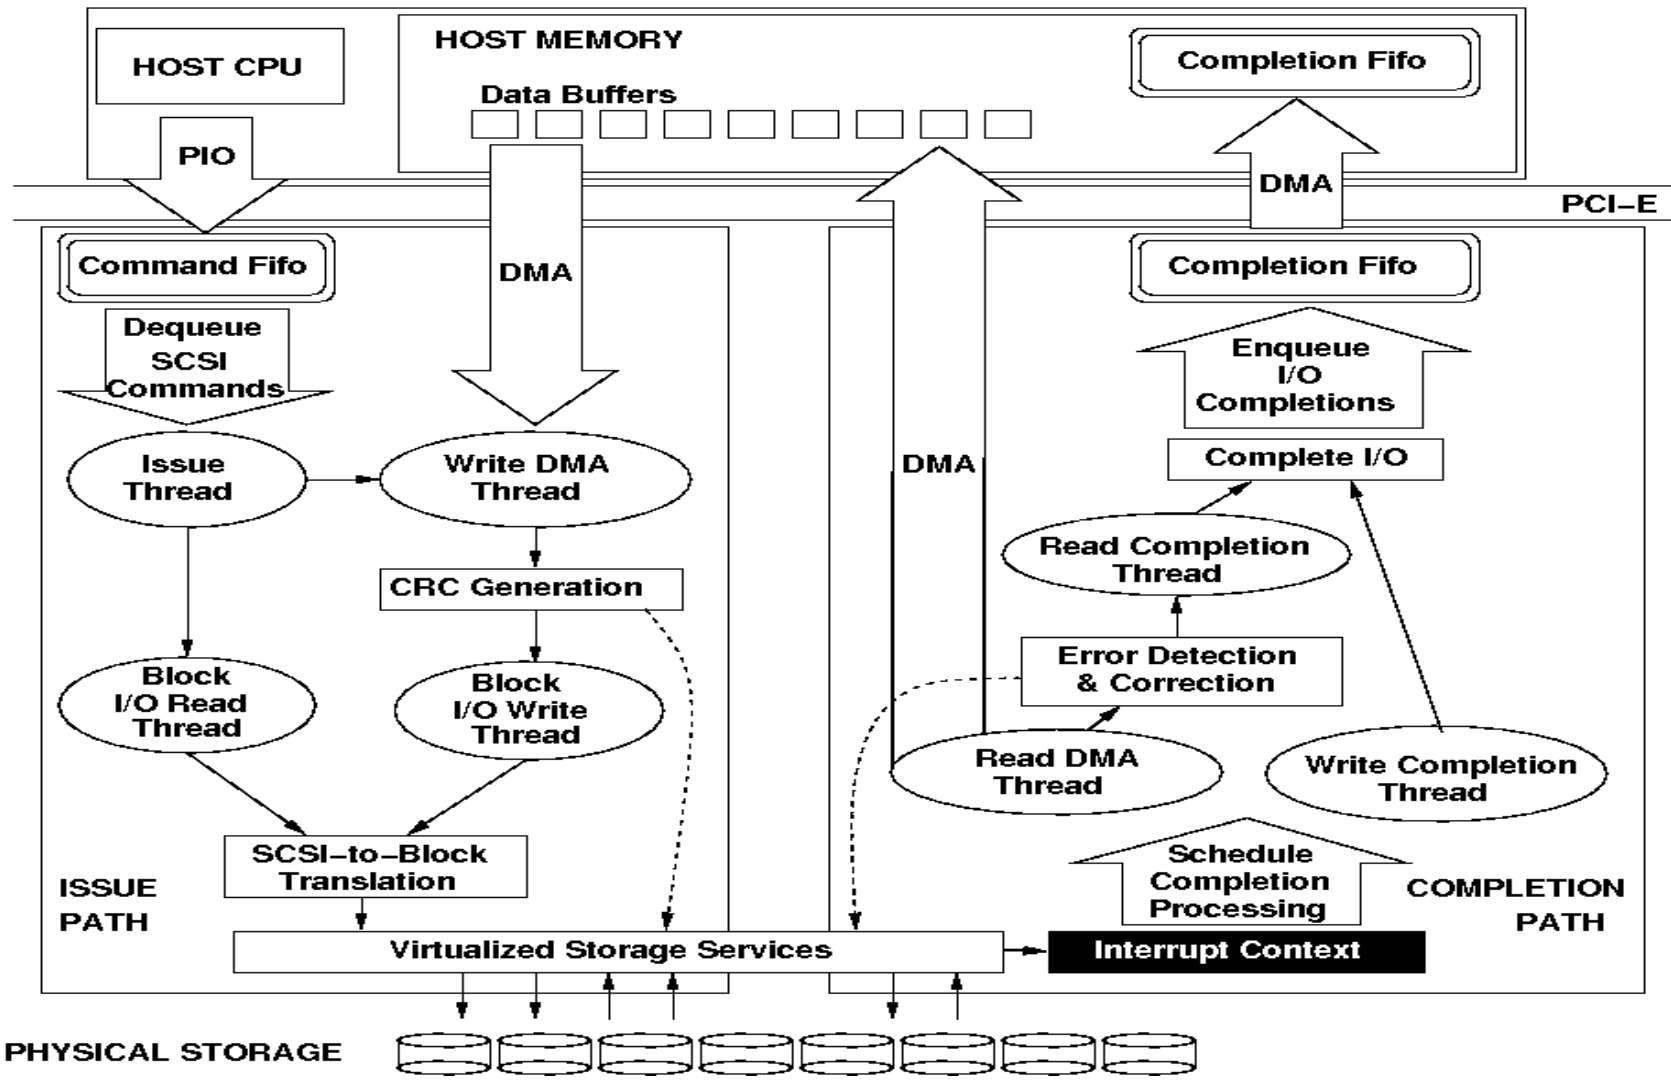 HOST CPU
HOST MEMORY
Data Buffers
Completion Fifo
PIO
DMA
PCI-E
Command Fifo
DMA
Completion Fifo
Dequeue
SCSI
Commands
Enqueue
I/O
Completions
Issue
Thread
Write DMA
Thread
DMA
Complete I/O
Read Completion
Thread
CRC Generation
Error Detection
& Correction
Block
I/O Read
Thread
Block
I/O Write
Thread
Read DMA
Thread
Write Completion
Thread
SCSI-to-Block
Translation
Schedule
Completion
Processing
ISSUE
PATH
COMPLETION
PATH
Virtualized Storage Services
Interrupt Context
PHYSICAL STORAGE